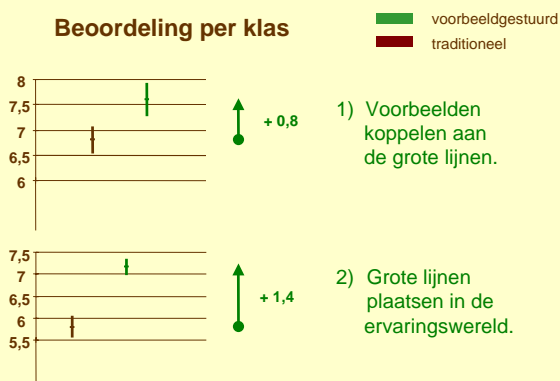 Beoordeling per klas
voorbeeldgestuurd
traditioneel
8
7,5
7
6,5
6
+ 0,8
1) Voorbeelden
koppelen aan
de grote lijnen.
7,5
7
6,5
6
5,5
+ 1,4
2) Grote lijnen
plaatsen in de
ervaringswereld.